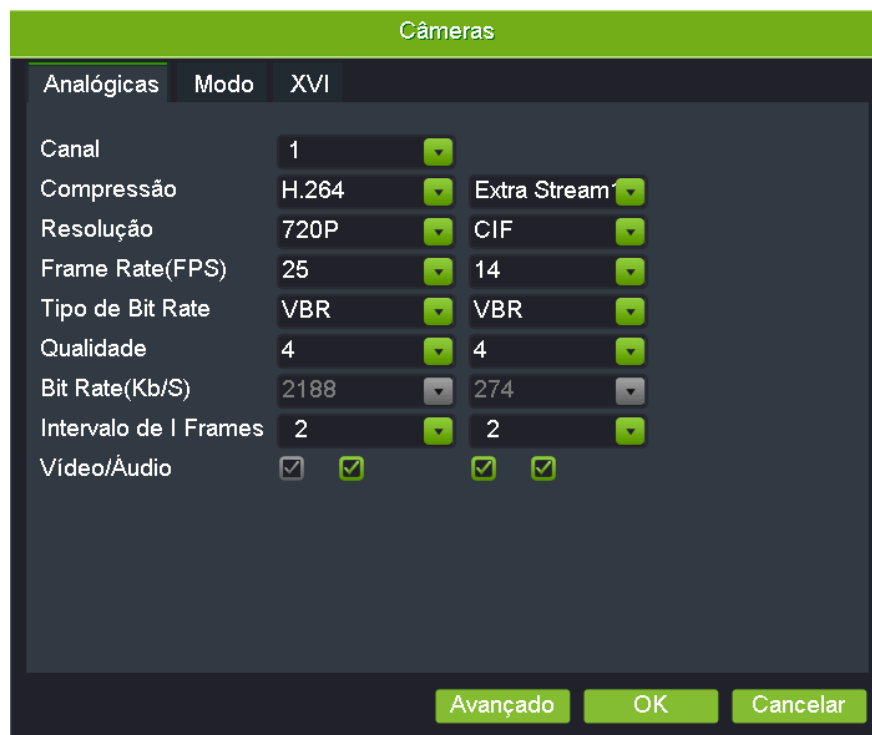 Câmeras
Analógicas Modo XVI
Canal 1
Compressão H.264 Extra Stream1
Resolução 720P CIF
Frame Rate(FPS) 25 14
Tipo de Bit Rate VBR VBR
Qualidade 4 4
Bit Rate(Kb/S) 2188 274
Intervalo de I Frames 2 2
Vídeo/Áudio
Avançado OK Cancelar